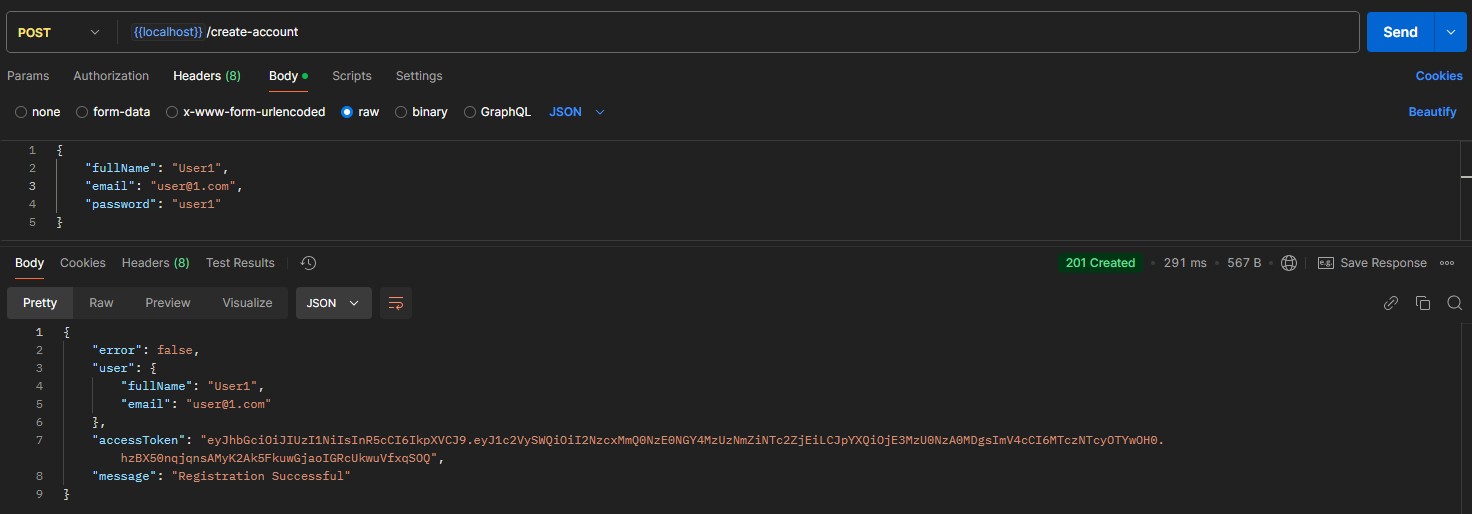 POST {{localhost}} /create-account Send
Params Authorization Headers (8) Body Scripts Settings Cookies
none form-data x-www-form-urlencoded raw binary GraphQL JSON Beautify
1 {
2 "fullName": "User1",
3 "email": "user@1.com",
4 "password": "user1"
5 }
Body Cookies Headers (8) Test Results 201 Created 291 ms 567 B e.g. Save Response
Pretty Raw Preview Visualize JSON
1 {
2 "error": false,
3 "user": {
4 "fullName": "User1",
5 "email": "user@1.com"
6 },
7 "accessToken": "eyJhbGciOiJIUzI1NiIsInR5cCI6IkpXVCJ9.eyJ1c2VySWQiOiI2NzcxMmQ0NzE0NGY4MzUzNmZiNTc2ZjEiLCJpYXQiOjE3MzU0NzA0MDgsImV4cCI6MTczNTcyOTYwOH0.
hzBX50nqjqnsAMyK2Ak5FkuwGjaoIGRcUkwuVfxqSOQ",
8 "message": "Registration Successful"
9 }